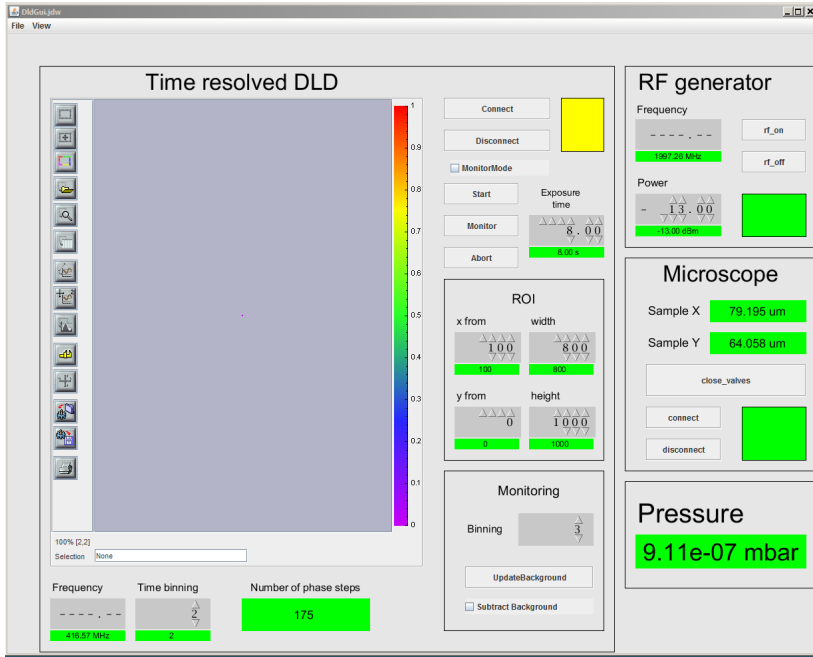 DldGui.jdw
File View
Time resolved DLD
1
0.9
0.8
0.7
0.6
0.5
0.4
0.3
0.2
0.1
0
100% [2,2]
Selection None
Frequency
----.--
416.57 MHz
Time binning
2
2
Number of phase steps
175
Connect
Disconnect
MonitorMode
Start
Monitor
Abort
Exposure
time
8.00
8.00 s
ROI
x from
100
100
width
800
800
y from
0
0
height
1000
1000
Monitoring
Binning
3
UpdateBackground
Subtract Background
RF generator
Frequency
----.--
1997.26 MHz
rf_on
rf_off
Power
- 13.00
-13.00 dBm
Microscope
Sample X 79.195 um
Sample Y 64.058 um
close_valves
connect
disconnect
Pressure
9.11e-07 mbar